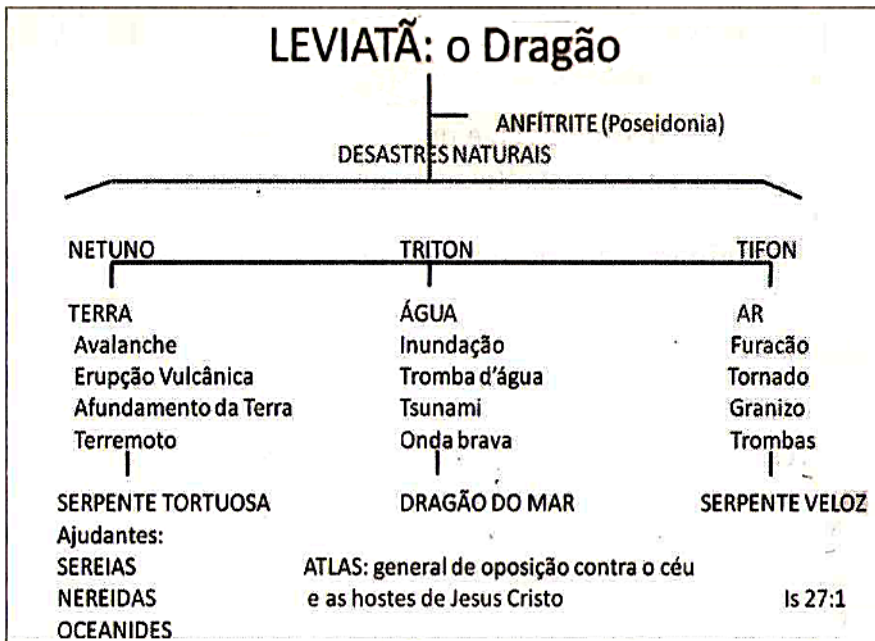 LEVIATÃ: o Dragão
ANFÍTRITE (Poseidonia)
DESASTRES NATURAIS
NETUNO TRITON TIFON
TERRA ÁGUA AR
Avalanche Inundação Furacão
Erupção Vulcânica Tromba d'água Tornado
Afundamento da Terra Tsunami Granizo
Terremoto Onda brava Trombas
SERPENTE TORTUOSA DRAGÃO DO MAR SERPENTE VELOZ
Ajudantes:
SEREIAS ATLAS: general de oposição contra o céu
NEREIDAS e as hostes de Jesus Cristo Is 27:1
OCEANIDES